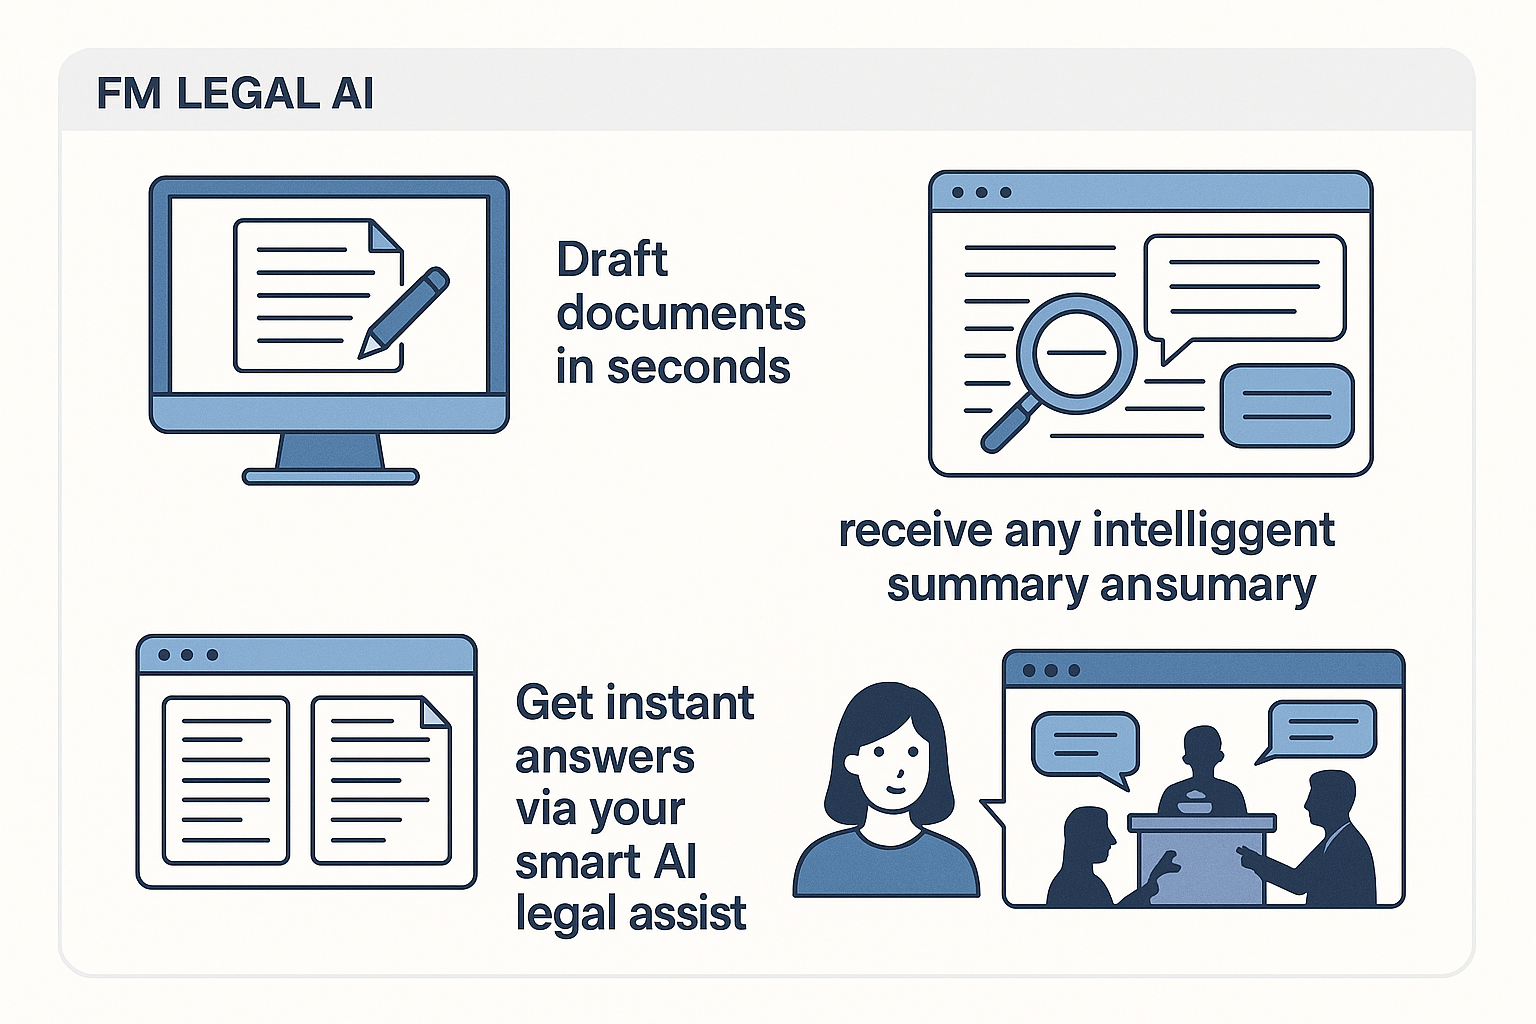 FM LEGAL AI
Draft
documents
in seconds
receive any intelliggent
summary ansumary
Get instant
answers
via your
smart AI
legal assist